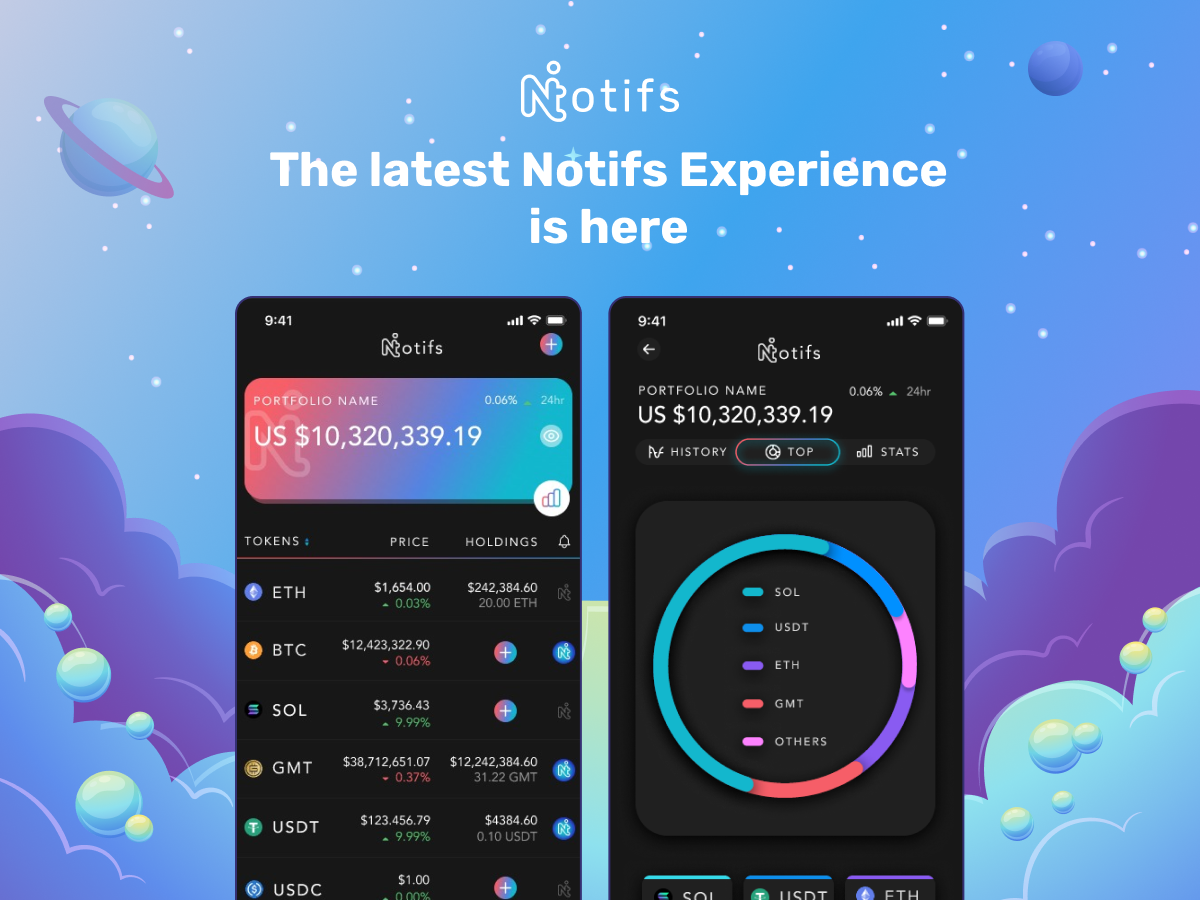 Notifs
The latest Notifs Experience
is here
9:41
Notifs
PORTFOLIO NAME 0.06% 24hr
US $10,320,339.19
TOKENS PRICE HOLDINGS
ETH $1,654.00 $242,384.60
0.03% 20.00 ETH
BTC $12,423,322.90
0.06%
SOL $3,736.43
9.99%
GMT $38,712,651.07 $12,242,384.60
0.37% 31.22 GMT
USDT $123.456.79 $4384.60
9.99% 0.10 USDT
USDC $1.00
0.00%
9:41
Notifs
PORTFOLIO NAME 0.06% 24hr
US $10,320,339.19
HISTORY TOP STATS
SOL
USDT
ETH
GMT
OTHERS
SOL USDT ETH